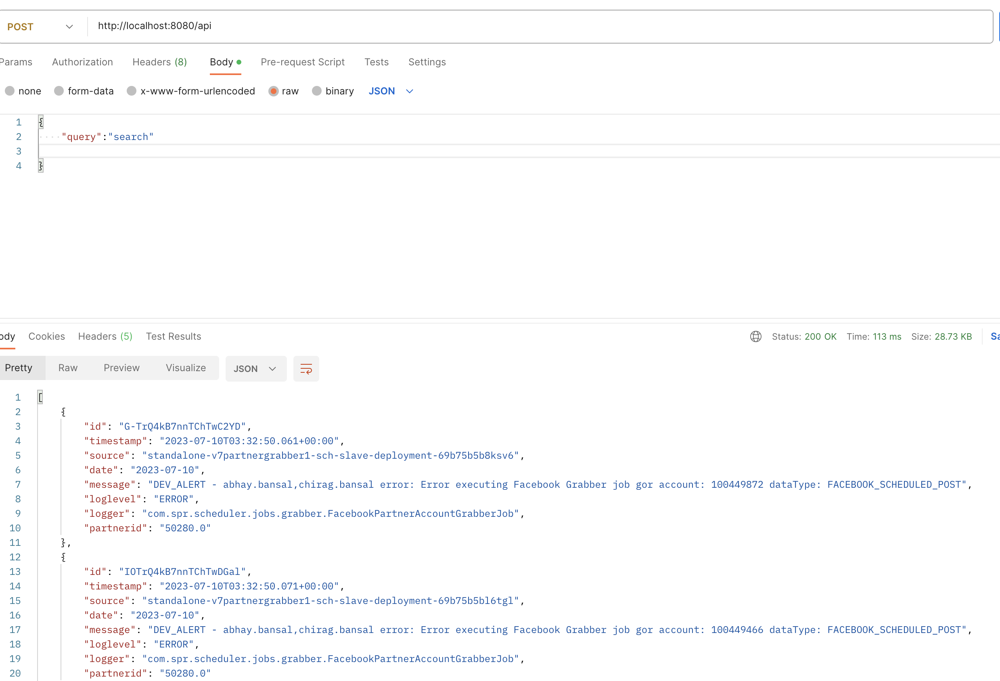 POST http://localhost:8080/api
Params Authorization Headers (8) Body Pre-request Script Tests Settings
none form-data x-www-form-urlencoded raw binary JSON
1 {
2 "query":"search"
3
4 }
ody Cookies Headers (5) Test Results Status: 200 OK Time: 113 ms Size: 28.73 KB Sa
Pretty Raw Preview Visualize JSON
1 [
2 {
3 "id": "G-TrQ4kB7nnTChTwC2YD",
4 "timestamp": "2023-07-10T03:32:50.061+00:00",
5 "source": "standalone-v7partnergrabber1-sch-slave-deployment-69b75b5b8ksv6",
6 "date": "2023-07-10",
7 "message": "DEV_ALERT - abhay.bansal,chirag.bansal error: Error executing Facebook Grabber job gor account: 100449872 dataType: FACEBOOK_SCHEDULED_POST",
8 "loglevel": "ERROR",
9 "logger": "com.spr.scheduler.jobs.grabber.FacebookPartnerAccountGrabberJob",
10 "partnerid": "50280.0"
11 },
12 {
13 "id": "IOTrQ4kB7nnTChTwDGal",
14 "timestamp": "2023-07-10T03:32:50.071+00:00",
15 "source": "standalone-v7partnergrabber1-sch-slave-deployment-69b75b5bl6tgl",
16 "date": "2023-07-10",
17 "message": "DEV_ALERT - abhay.bansal,chirag.bansal error: Error executing Facebook Grabber job gor account: 100449466 dataType: FACEBOOK_SCHEDULED_POST",
18 "loglevel": "ERROR",
19 "logger": "com.spr.scheduler.jobs.grabber.FacebookPartnerAccountGrabberJob",
20 "partnerid": "50280.0"